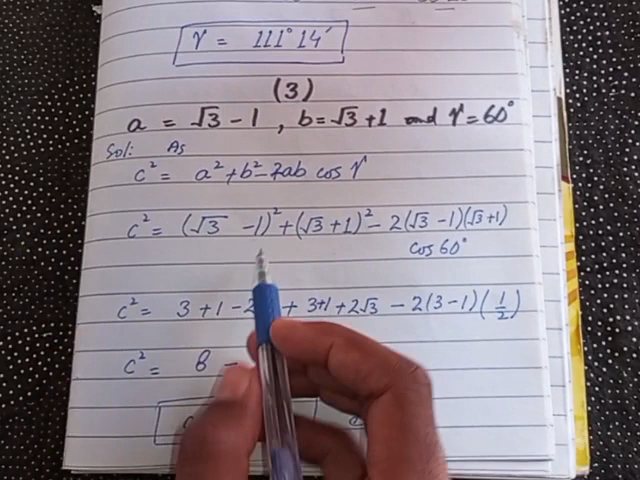 γ = 111° 14′
(3)
a = √3 - 1 , b = √3 + 1 and γ = 60°
Sol: As
c² = a² + b² - 2ab cos γ
c² = (√3 - 1)² + (√3 + 1)² - 2(√3 - 1)(√3 + 1)
cos 60°
c² = 3 + 1 - 2 + 3+1 + 2√3 - 2(3 - 1)(1/2)
c² = 8 -